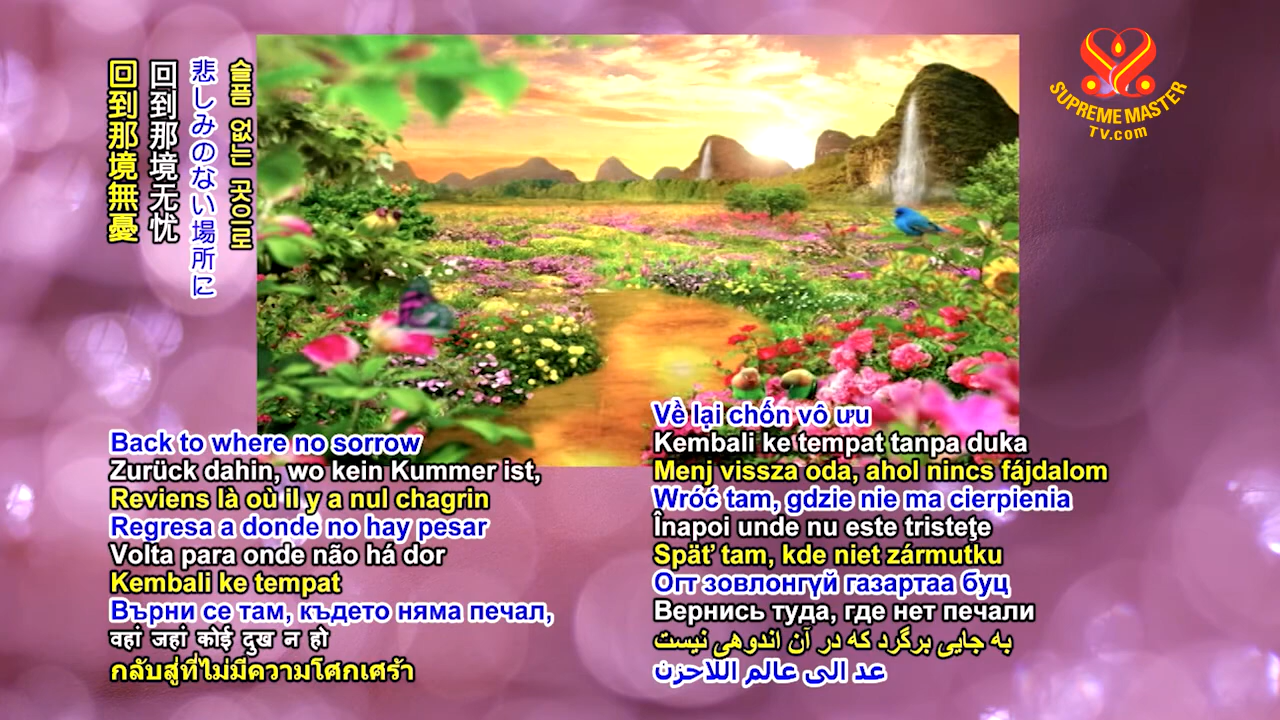 回到那境無憂
回到那境无忧
悲しみのない場所に
슬픔 없는 곳으로
SUPREME MASTER
TV.com
Back to where no sorrow
Zurück dahin, wo kein Kummer ist,
Reviens là où il y a nul chagrin
Regresa a donde no hay pesar
Volta para onde não há dor
Kembali ke tempat
Върни се там, където няма печал,
वहां जहां कोई दुख न हो
กลับสู่ที่ไม่มีความโศกเศร้า
Về lại chốn vô ưu
Kembali ke tempat tanpa duka
Menj vissza oda, ahol nincs fájdalom
Wróć tam, gdzie nie ma cierpienia
Înapoi unde nu este tristeţe
Späť tam, kde niet zármutku
Огт зовлонгүй газартаа буц
Вернись туда, где нет печали
به جایی برگرد که در آن اندوهی نیست
عد الى عالم اللاحزن